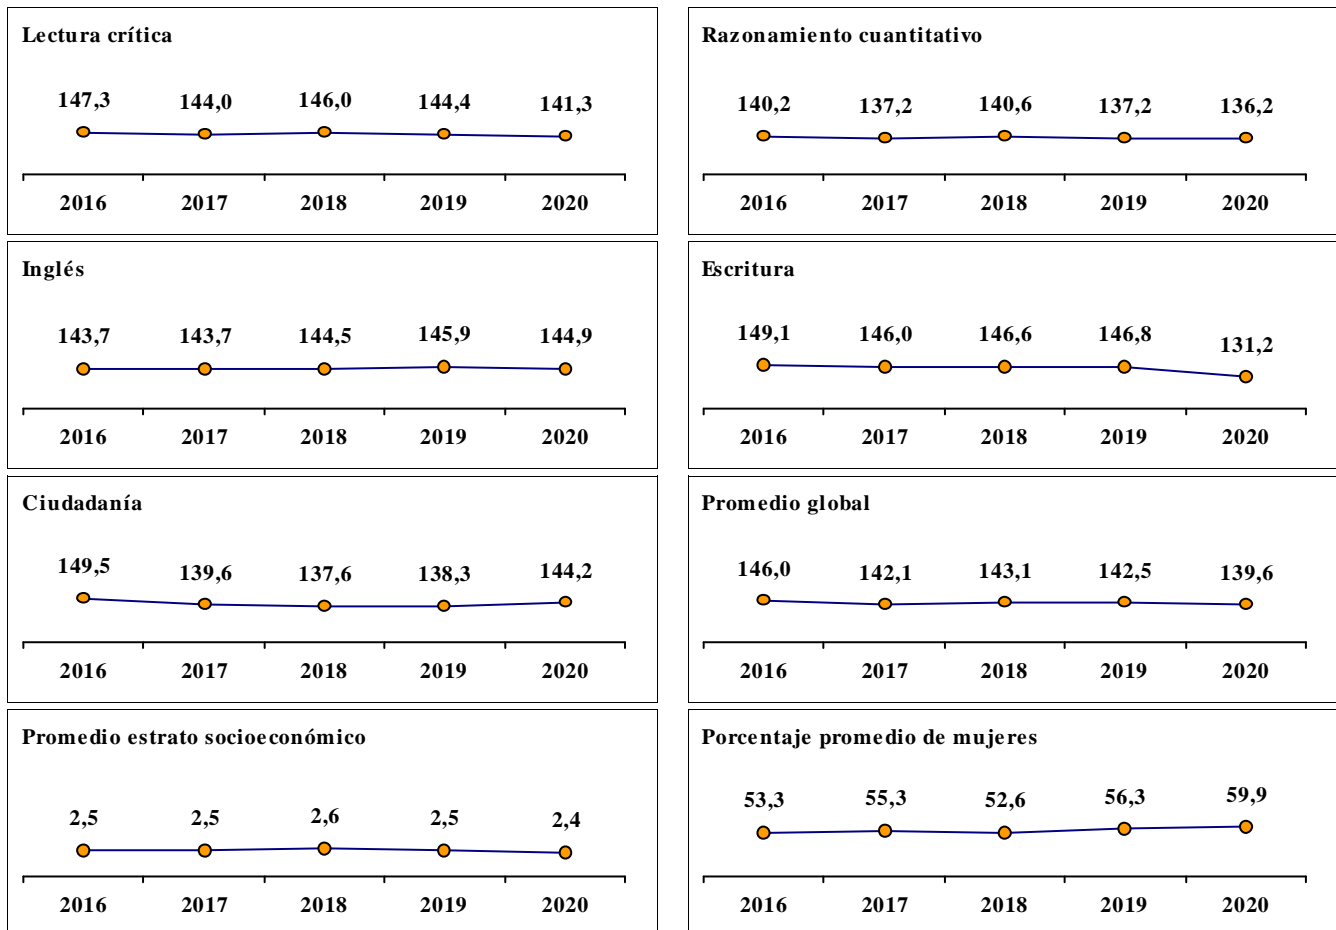 Lectura crítica
147,3 144,0 146,0 144,4 141,3
2016 2017 2018 2019 2020
Razonamiento cuantitativo
140,2 137,2 140,6 137,2 136,2
2016 2017 2018 2019 2020
Inglés
143,7 143,7 144,5 145,9 144,9
2016 2017 2018 2019 2020
Escritura
149,1 146,0 146,6 146,8 131,2
2016 2017 2018 2019 2020
Ciudadanía
149,5 139,6 137,6 138,3 144,2
2016 2017 2018 2019 2020
Promedio global
146,0 142,1 143,1 142,5 139,6
2016 2017 2018 2019 2020
Promedio estrato socioeconómico
2,5 2,5 2,6 2,5 2,4
2016 2017 2018 2019 2020
Porcentaje promedio de mujeres
53,3 55,3 52,6 56,3 59,9
2016 2017 2018 2019 2020